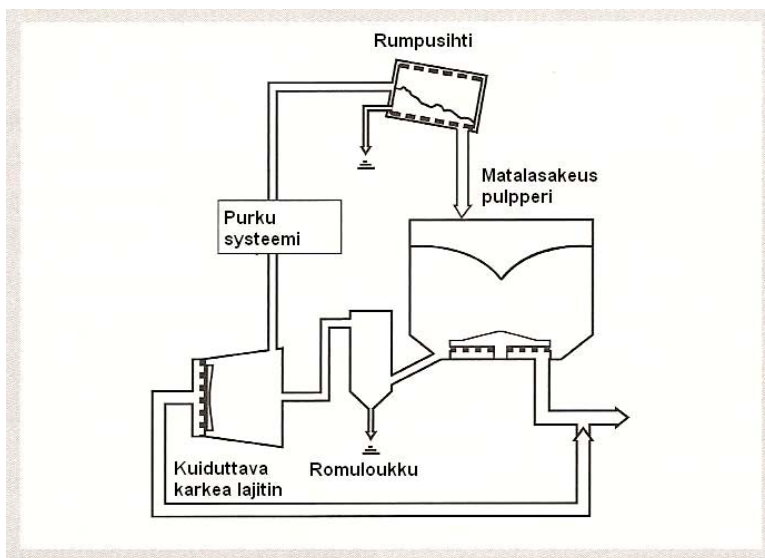 Rumpusihti
Matalasakeus
pulpperi
Purku
systeemi
Kuiduttava
karkea lajitin
Romuloukku